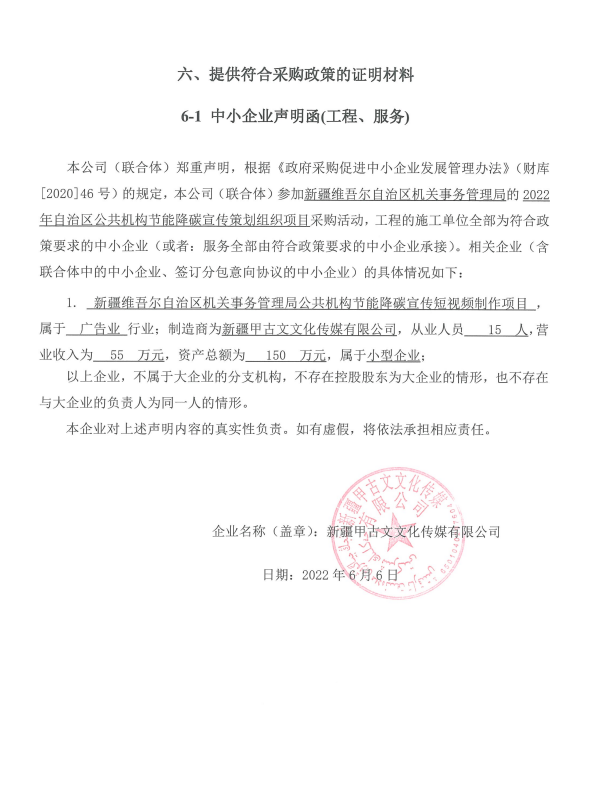 六、提供符合采购政策的证明材料
6-1 中小企业声明函(工程、服务)
本公司（联合体）郑重声明，根据《政府采购促进中小企业发展管理办法》（财库
[2020]46 号）的规定，本公司（联合体）参加新疆维吾尔自治区机关事务管理局的 2022
年自治区公共机构节能降碳宣传策划组织项目采购活动，工程的施工单位全部为符合政
策要求的中小企业（或者：服务全部由符合政策要求的中小企业承接）。相关企业（含
联合体中的中小企业、签订分包意向协议的中小企业）的具体情况如下：
1. 新疆维吾尔自治区机关事务管理局公共机构节能降碳宣传短视频制作项目 ，
属于 广告业 行业；制造商为新疆甲古文文化传媒有限公司，从业人员 15 人,营
业收入为 55 万元，资产总额为 150 万元，属于小型企业；
以上企业，不属于大企业的分支机构，不存在控股股东为大企业的情形，也不存在
与大企业的负责人为同一人的情形。
本企业对上述声明内容的真实性负责。如有虚假，将依法承担相应责任。
新疆甲古文文化传媒
有限公司
企业名称（盖章）：新疆甲古文文化传媒有限公司
日期：2022 年 6 月 6 日